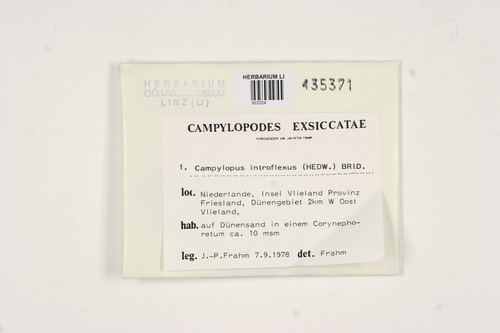 HERBARIUM
LINZ (LI)
HERBARIUM LI
435371
CAMPYLOPODES EXSICCATAE
1. Campylopus introflexus (HEDW.) BRID.
loc. Niederlande, Insel Vlieland Provinz
Friesland, Dünengebiet 2km W Oost
Vlieland,
hab. auf Dünensand in einem Corynepho-
retum ca. 10 msm
leg. J.-P.Frahm 7.9.1978 det. Frahm